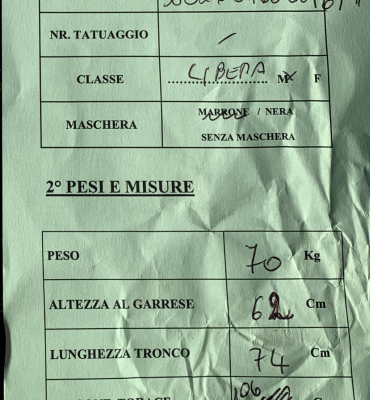 NR. TATUAGGIO /
CLASSE LIBERA M F
MASCHERA MARRONE / NERA
SENZA MASCHERA
2° PESI E MISURE
PESO 70 Kg
ALTEZZA AL GARRESE 62 Cm
LUNGHEZZA TRONCO 74 Cm
106